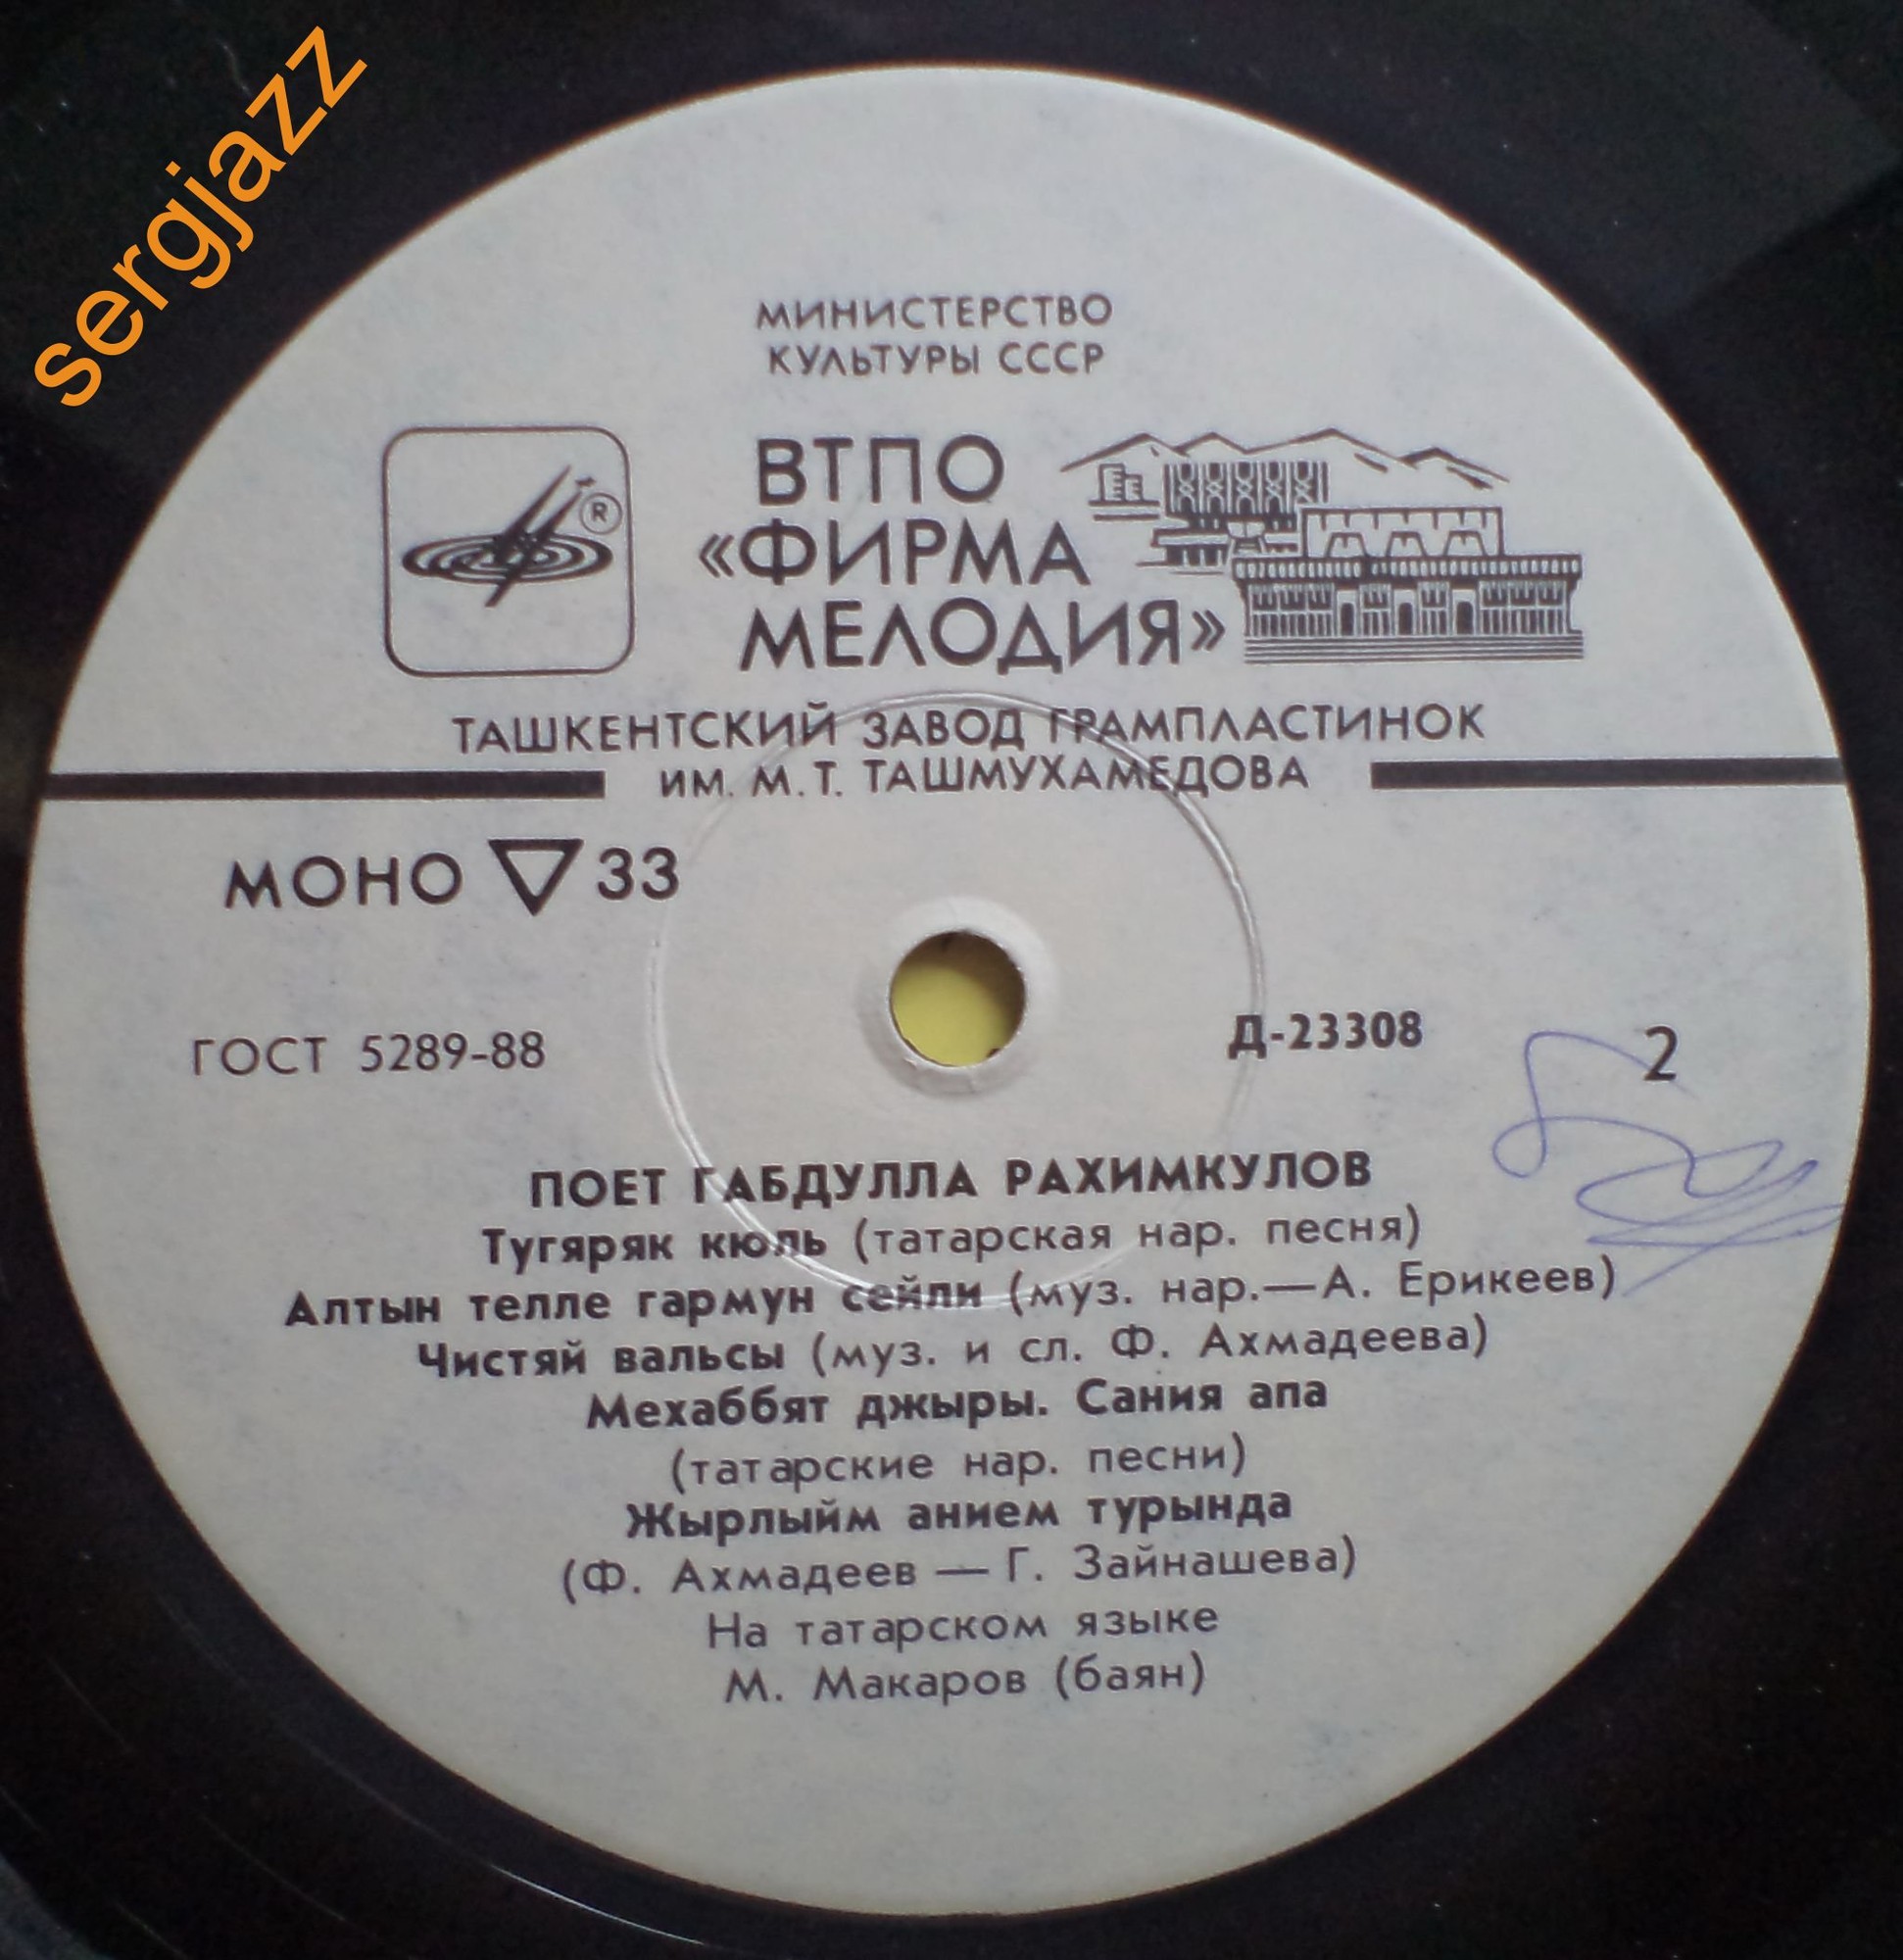 sergjazz
МИНИСТЕРСТВО
КУЛЬТУРЫ СССР
ВТПО
«ФИРМА
МЕЛОДИЯ»
®
ТАШКЕНТСКИЙ ЗАВОД ГРАМПЛАСТИНОК
ИМ. М. Т. ТАШМУХАМЕДОВА
МОНО ▽ 33
ГОСТ 5289-88
Д-23308
2
ПОЕТ ГАБДУЛЛА РАХИМКУЛОВ
Тугяряк кюль (татарская нар. песня)
Алтын телле гармун сейли (муз. нар.—А. Ерикеев)
Чистяй вальсы (муз. и сл. Ф. Ахмадеева)
Мехаббят джыры. Сания апа
(татарские нар. песни)
Жырлыйм анием турында
(Ф. Ахмадеев — Г. Зайнашева)
На татарском языке
М. Макаров (баян)